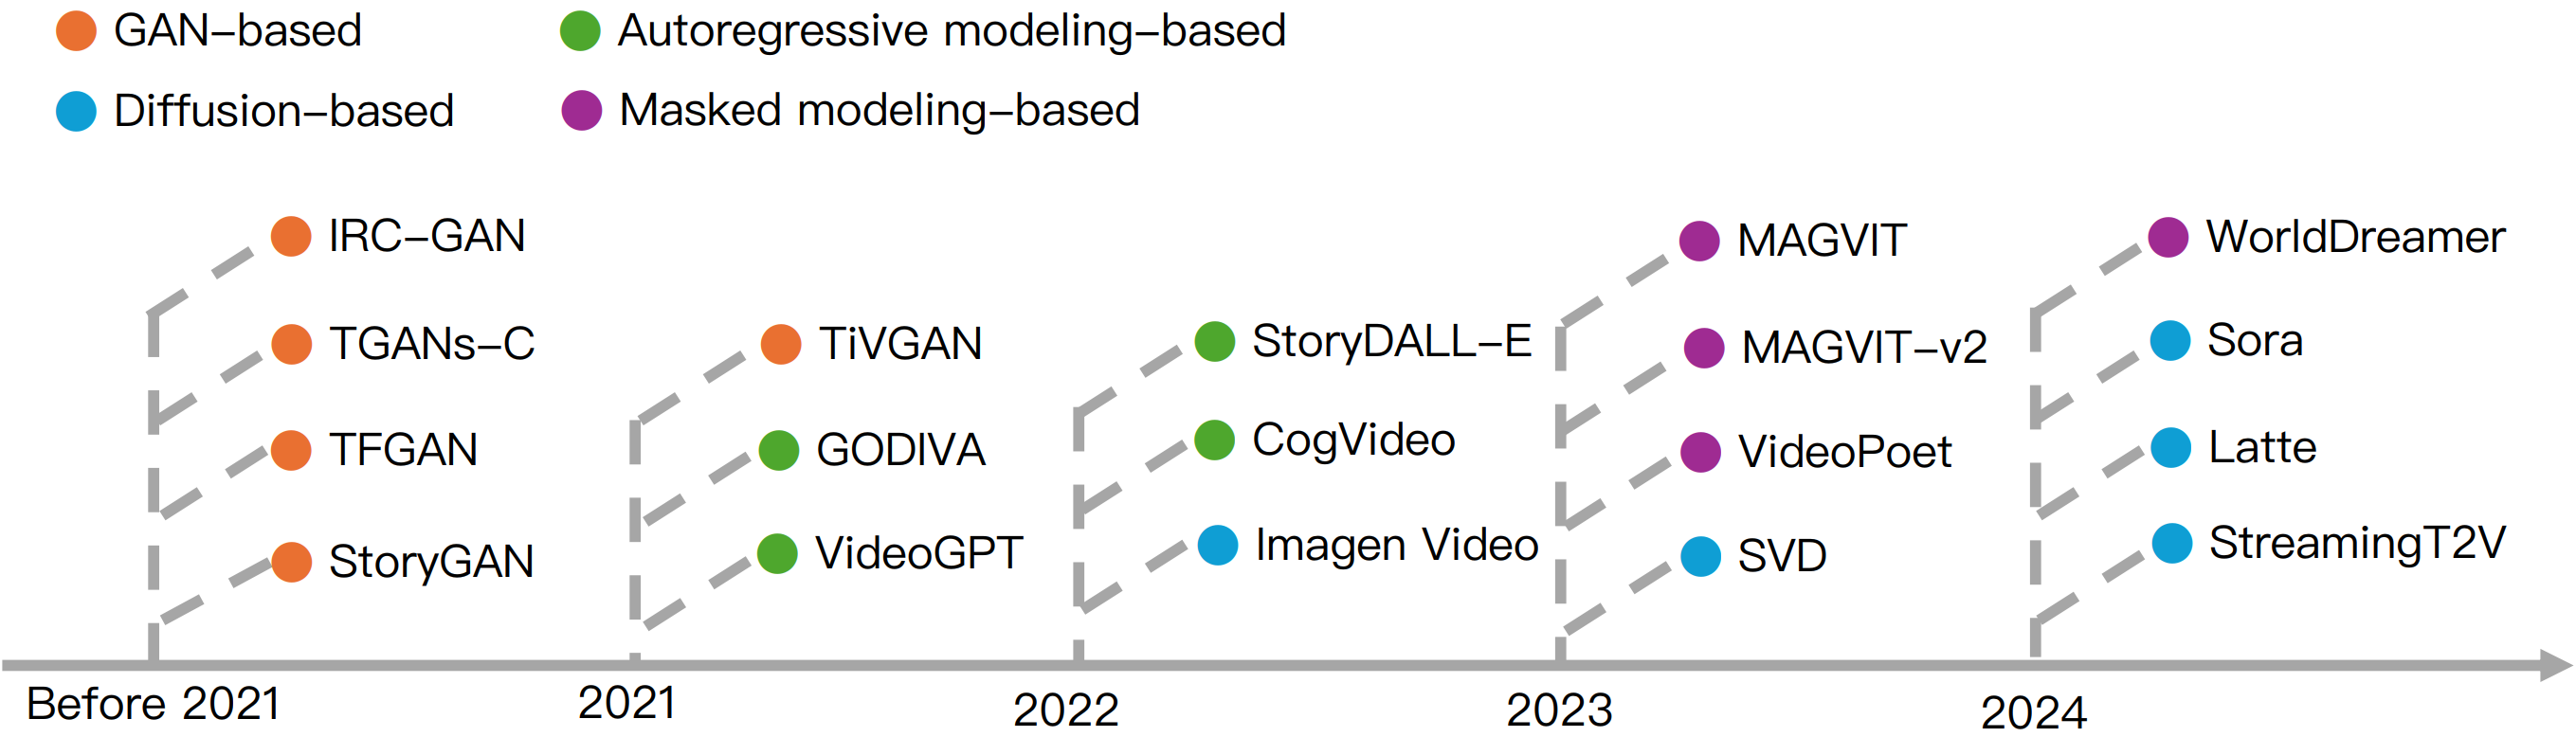 GAN-based
Autoregressive modeling-based
Diffusion-based
Masked modeling-based
IRC-GAN
TGANs-C
TFGAN
StoryGAN
Before 2021
TiVGAN
GODIVA
VideoGPT
2021
StoryDALL-E
CogVideo
Imagen Video
2022
MAGVIT
MAGVIT-v2
VideoPoet
SVD
2023
WorldDreamer
Sora
Latte
StreamingT2V
2024